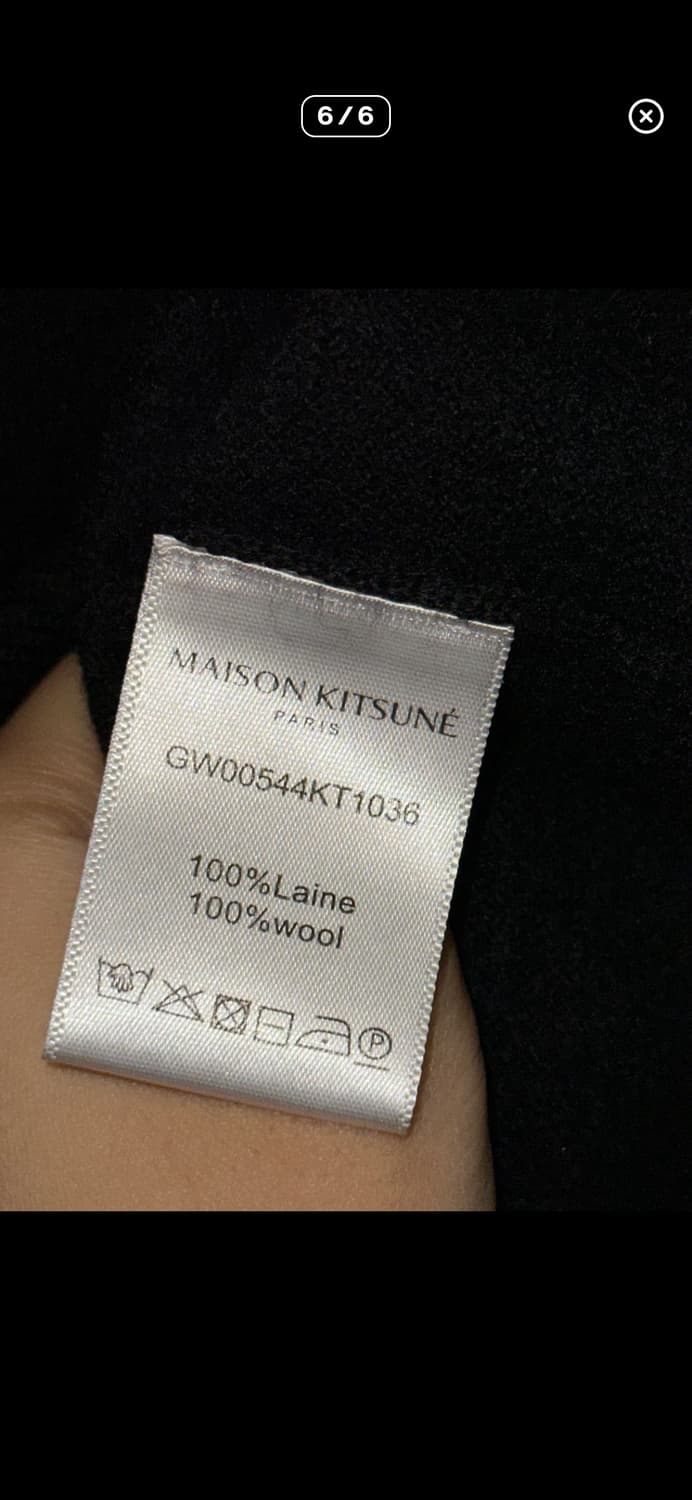 6/6
MAISON KITSUNÉ
PARIS
GW00544KT1036
100%Laine
100%wool
P